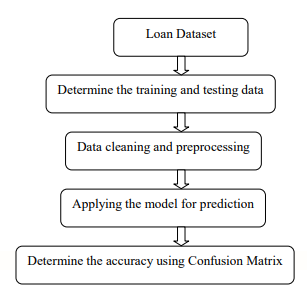 Loan Dataset
Determine the training and testing data
Data cleaning and preprocessing
Applying the model for prediction
Determine the accuracy using Confusion Matrix